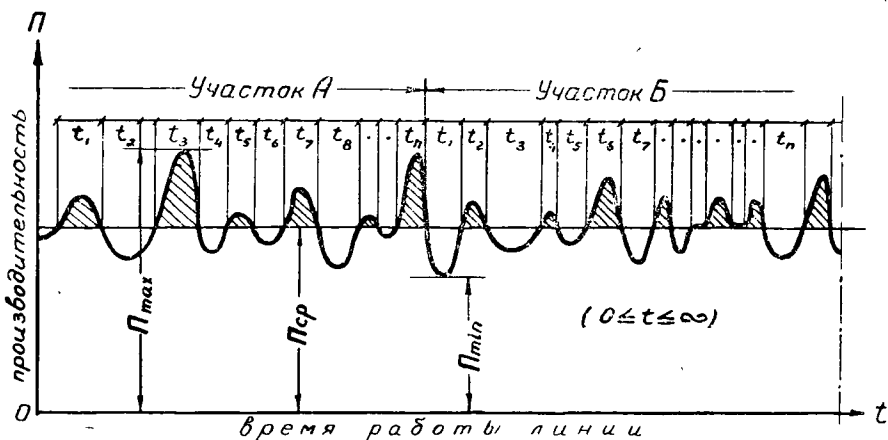 П
Участок А Участок Б
t₁ t₂ t₃ t₄ t₅ t₆ t₇ t₈ . . tₙ t₁ t₂ t₃ t₄ t₅ t₆ t₇ . . . . . . tₙ
производительность
Пmax
Пср
Пmin
(0≤t≤∞)
0
t
время работы линии